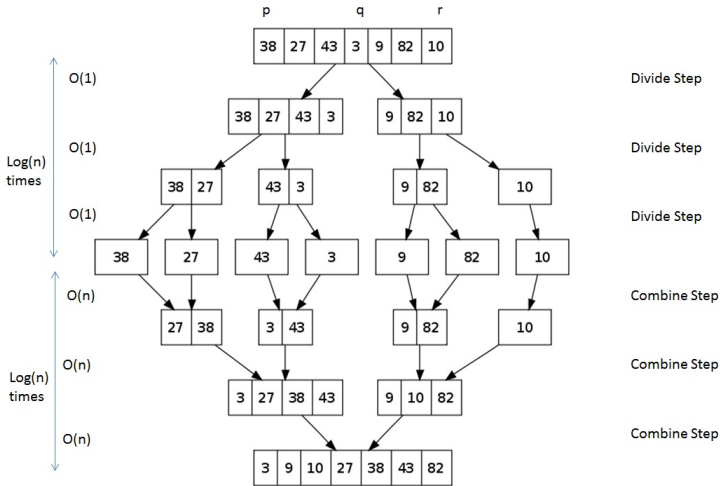 p q r
38 27 43 3 9 82 10
O(1) Divide Step
38 27 43 3 9 82 10
O(1) Divide Step
Log(n)
times
38 27 43 3 9 82 10
O(1) Divide Step
38 27 43 3 9 82 10
O(n) Combine Step
27 38 3 43 9 82 10
O(n) Combine Step
Log(n)
times
3 27 38 43 9 10 82
O(n) Combine Step
3 9 10 27 38 43 82